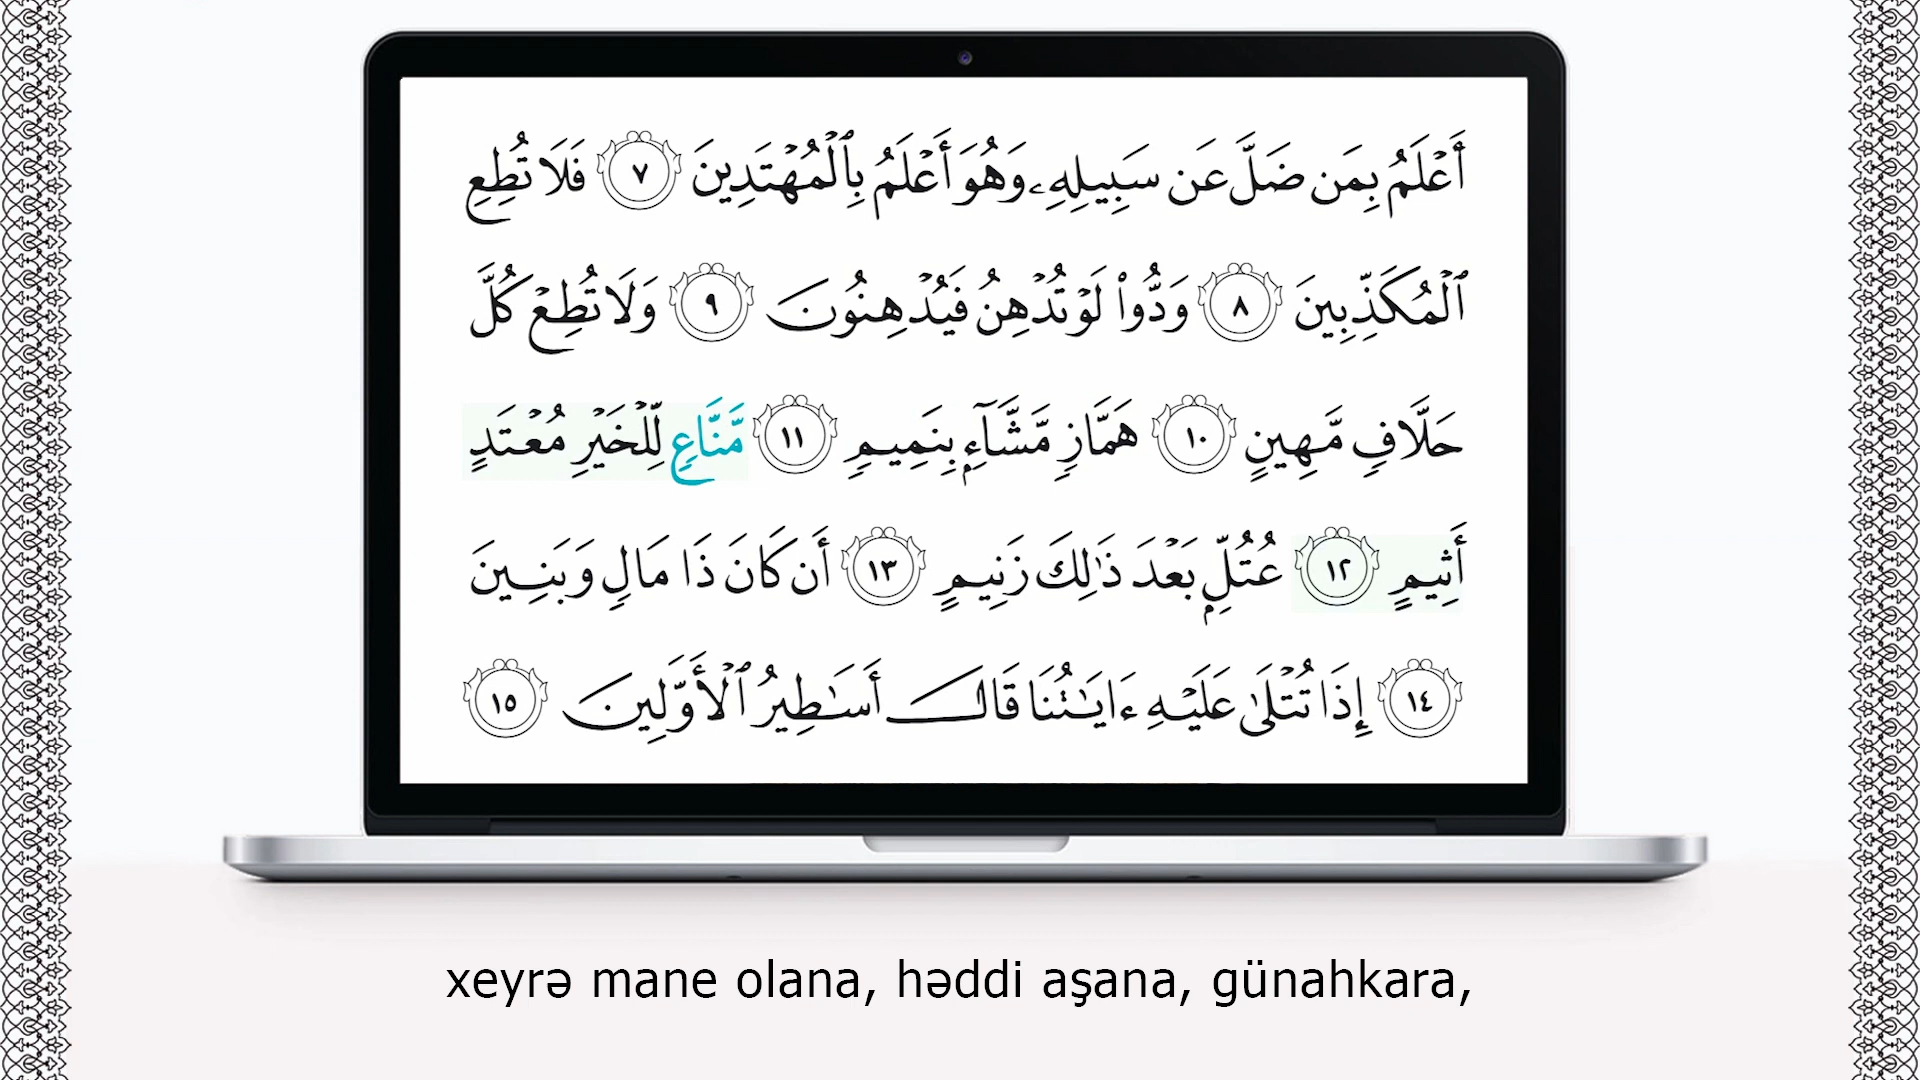 أَعْلَمُ بِمَن ضَلَّ عَن سَبِيلِهِۦ وَهُوَ أَعْلَمُ بِٱلْمُهْتَدِينَ ٧ فَلَا تُطِعِ
ٱلْمُكَذِّبِينَ ٨ وَدُّوا۟ لَوْ تُدْهِنُ فَيُدْهِنُونَ ٩ وَلَا تُطِعْ كُلَّ
حَلَّافٍ مَّهِينٍ ١٠ هَمَّازٍ مَّشَّآءٍۭ بِنَمِيمٍ ١١ مَّنَّاعٍ لِّلْخَيْرِ مُعْتَدٍ
أَثِيمٍ ١٢ عُتُلٍّۭ بَعْدَ ذَٰلِكَ زَنِيمٍ ١٣ أَن كَانَ ذَا مَالٍ وَبَنِينَ
١٤ إِذَا تُتْلَىٰ عَلَيْهِ ءَايَـٰتُنَا قَالَ أَسَـٰطِيرُ ٱلْأَوَّلِينَ ١٥
xeyrə mane olana, həddi aşana, günahkara,